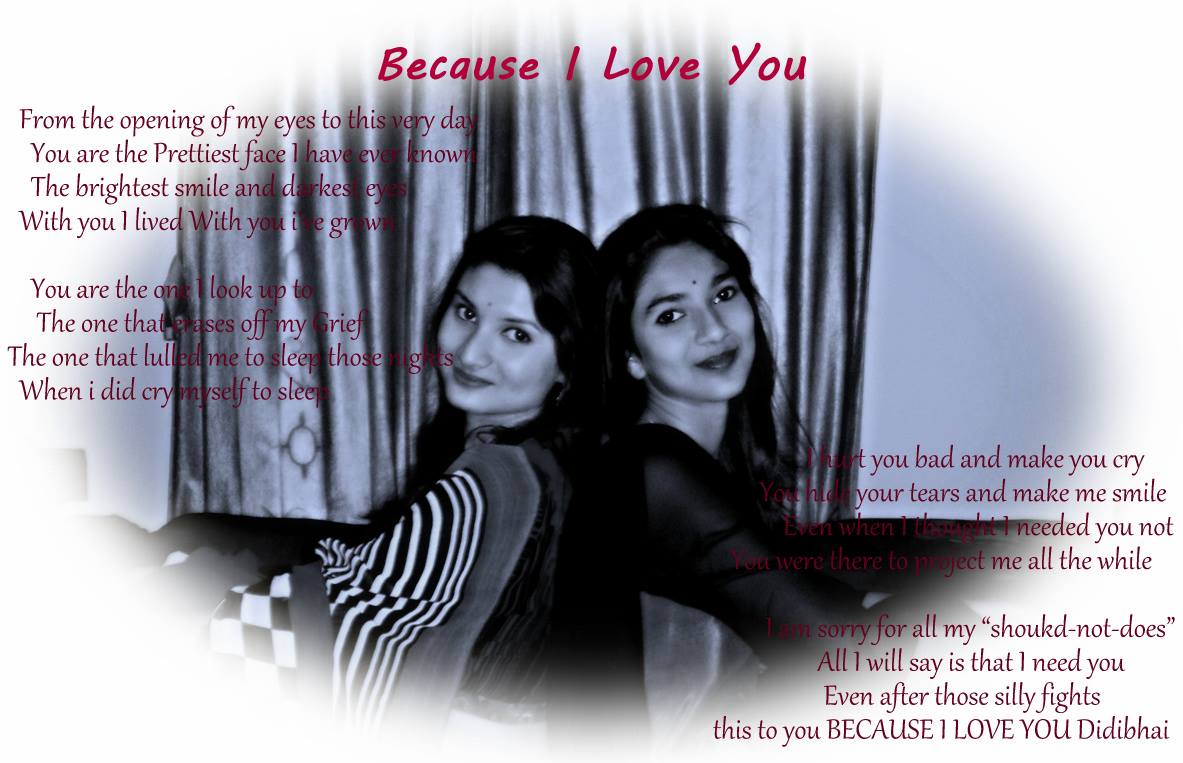 Because I Love You
From the opening of my eyes to this very day
You are the Prettiest face I have ever known
The brightest smile and darkest eyes
With you I lived With you i've grown
You are the one I look up to
The one that erases off my Grief
The one that lulled me to sleep those nights
When i did cry myself to sleep
I hurt you bad and make you cry
You hide your tears and make me smile
Even when I thought I needed you not
You were there to project me all the while
I am sorry for all my “shoukd-not-does”
All I will say is that I need you
Even after those silly fights
this to you BECAUSE I LOVE YOU Didibhai